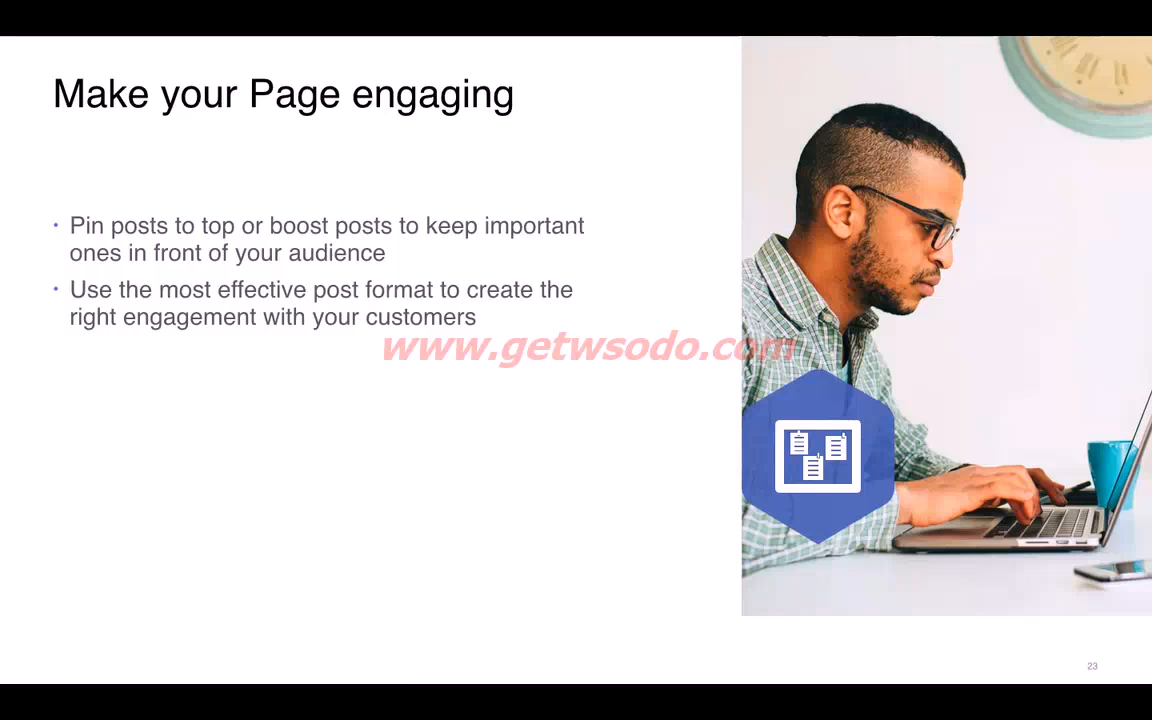 Make your Page engaging
• Pin posts to top or boost posts to keep important
ones in front of your audience
• Use the most effective post format to create the
right engagement with your customers
www.getwsodo.com
23